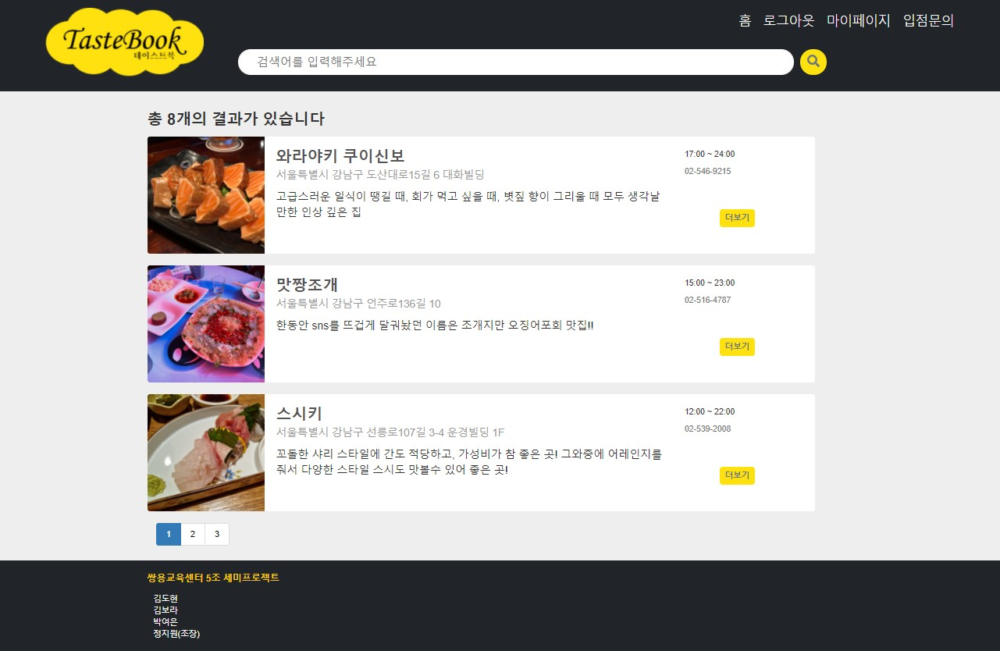 TasteBook
테이스트북
홈 로그아웃 마이페이지 입점문의
검색어를 입력해주세요
총 8개의 결과가 있습니다
와라야키 쿠이신보
서울특별시 강남구 도산대로15길 6 대화빌딩
고급스러운 일식이 땡길 때, 회가 먹고 싶을 때, 볏짚 향이 그리울 때 모두 생각날
만한 인상 깊은 집
17:00 ~ 24:00
02-546-9215
더보기
맛짱조개
서울특별시 강남구 언주로136길 10
한동안 sns를 뜨겁게 달궈놨던 이름은 조개지만 오징어포회 맛집!!
15:00 ~ 23:00
02-516-4787
더보기
스시키
서울특별시 강남구 선릉로107길 3-4 운경빌딩 1F
꼬돌한 샤리 스타일에 간도 적당하고, 가성비가 참 좋은 곳! 그와중에 어레인지를
줘서 다양한 스타일 스시도 맛볼수 있어 좋은 곳!
12:00 ~ 22:00
02-539-2008
더보기
1 2 3
쌍용교육센터 5조 세미프로젝트
김도현
김보라
박여은
정지원(조장)